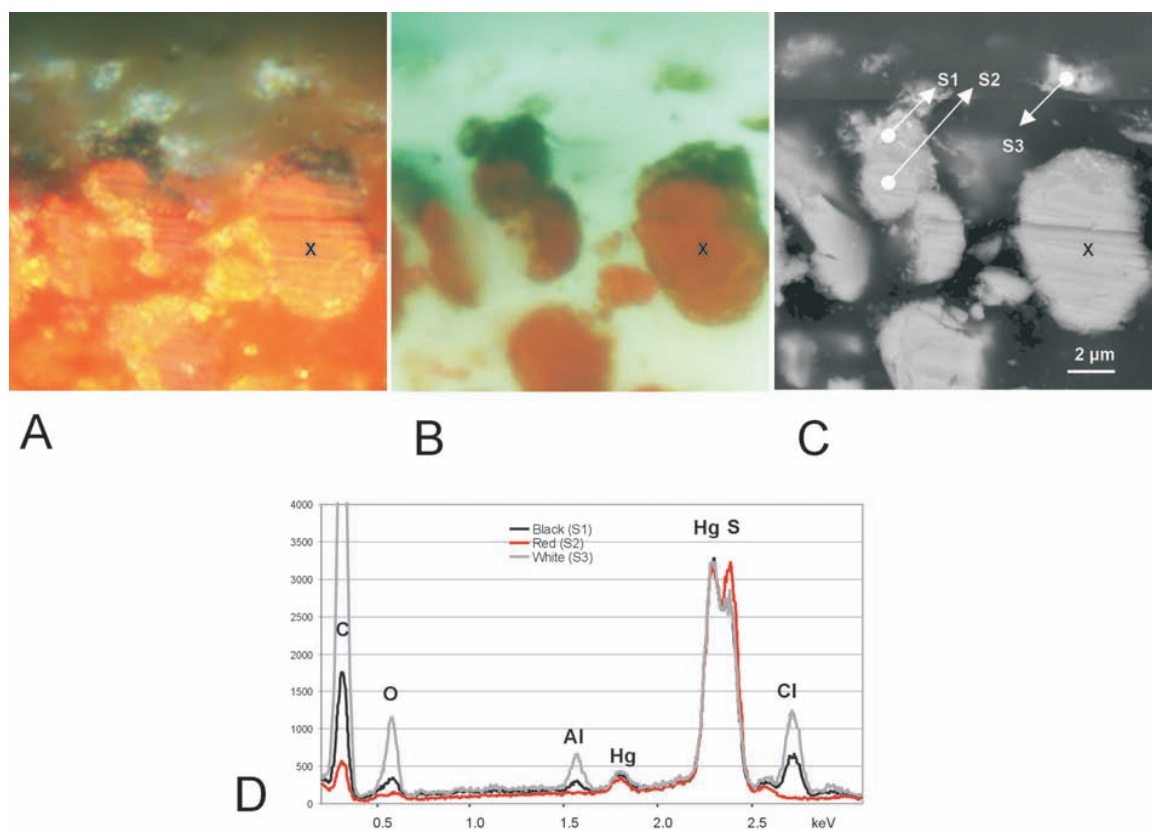 S1
S2
S3
X
X
X
2 µm
A
B
C
4000
3500
3000
2500
2000
1500
1000
500
0
Black (S1)
Red (S2)
White (S3)
C
O
Al
Hg
Hg S
Cl
0.5
1.0
1.5
2.0
2.5
keV
D